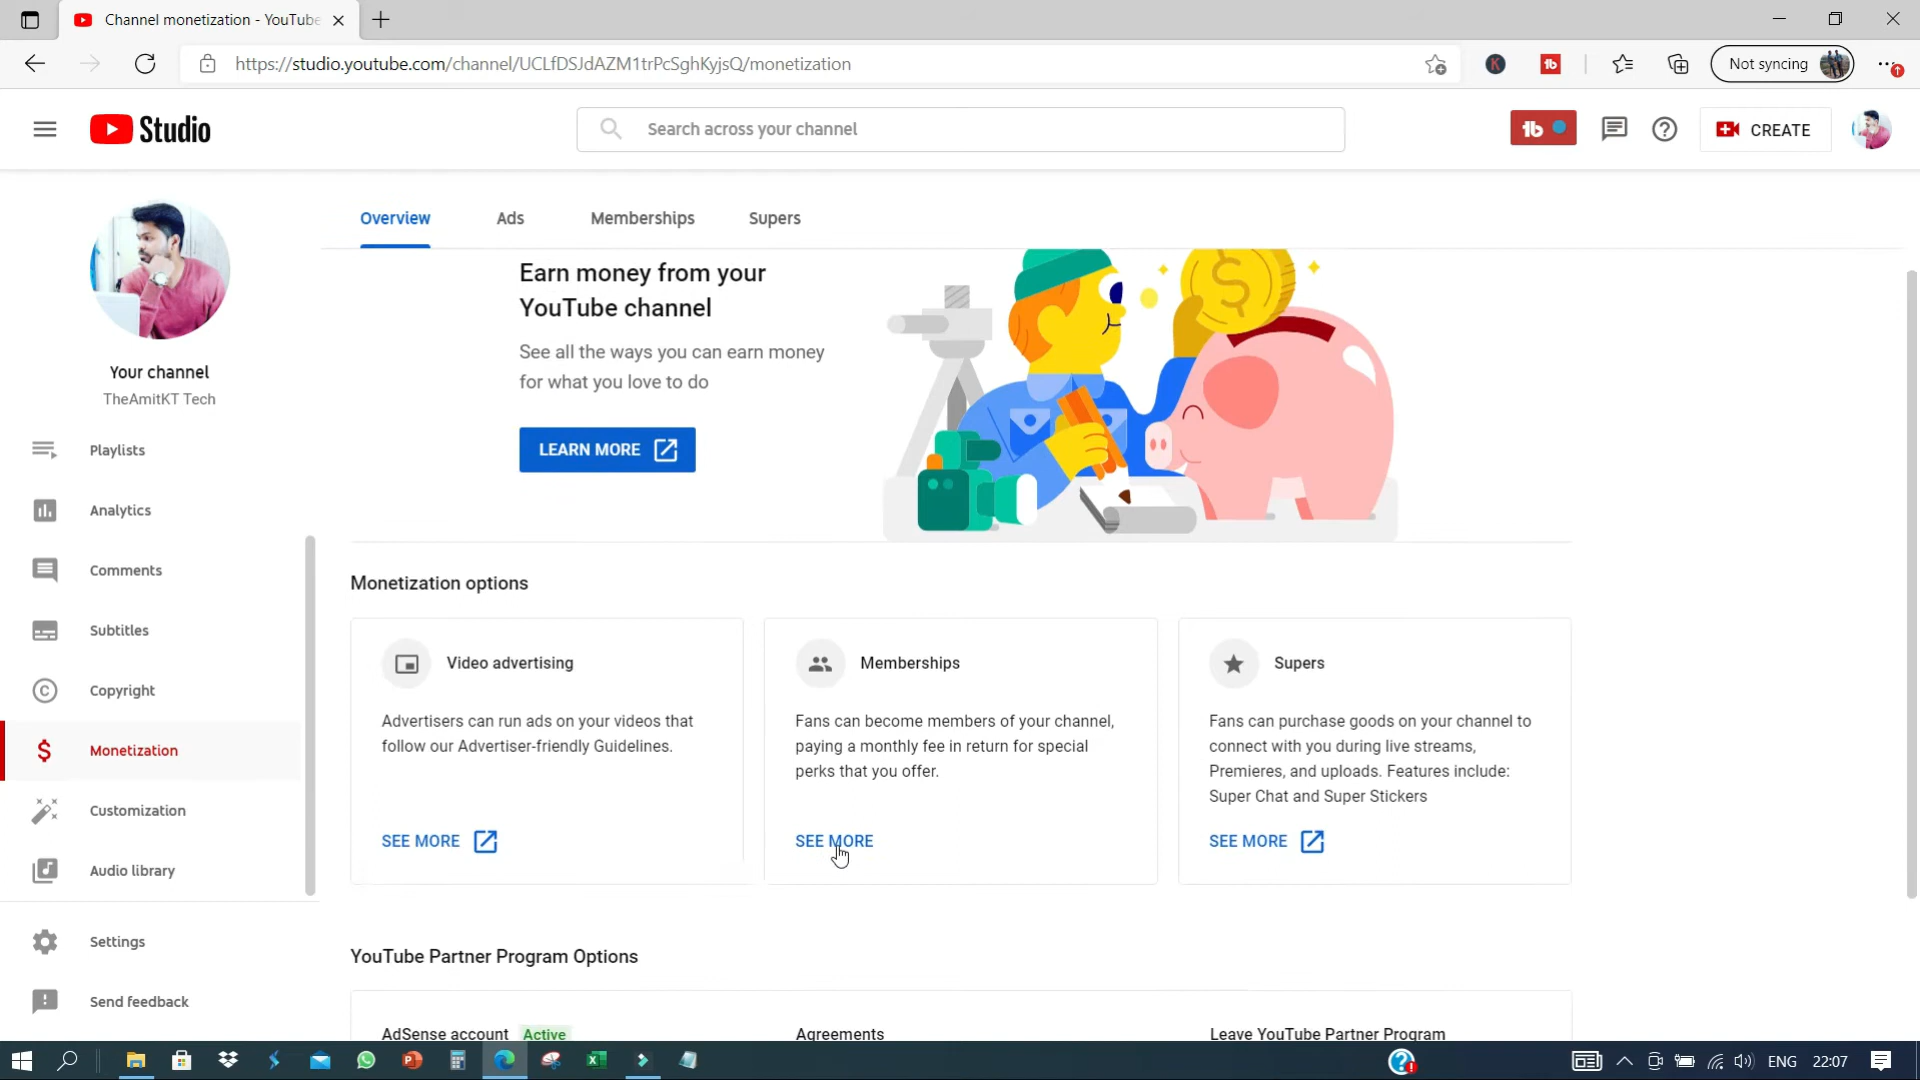 Channel monetization - YouTube
https://studio.youtube.com/channel/UCLfDSJdAZM1trPcSghKyjsQ/monetization
Not syncing
Studio
Search across your channel
CREATE
Your channel
TheAmitKT Tech
Playlists
Analytics
Comments
Subtitles
Copyright
Monetization
Customization
Audio library
Settings
Send feedback
Overview Ads Memberships Supers
Earn money from your
YouTube channel
See all the ways you can earn money
for what you love to do
LEARN MORE
Monetization options
Video advertising
Advertisers can run ads on your videos that
follow our Advertiser-friendly Guidelines.
SEE MORE
Memberships
Fans can become members of your channel,
paying a monthly fee in return for special
perks that you offer.
SEE MORE
Supers
Fans can purchase goods on your channel to
connect with you during live streams,
Premieres, and uploads. Features include:
Super Chat and Super Stickers
SEE MORE
YouTube Partner Program Options
AdSense account Active
Agreements
Leave YouTube Partner Program
ENG 22:07